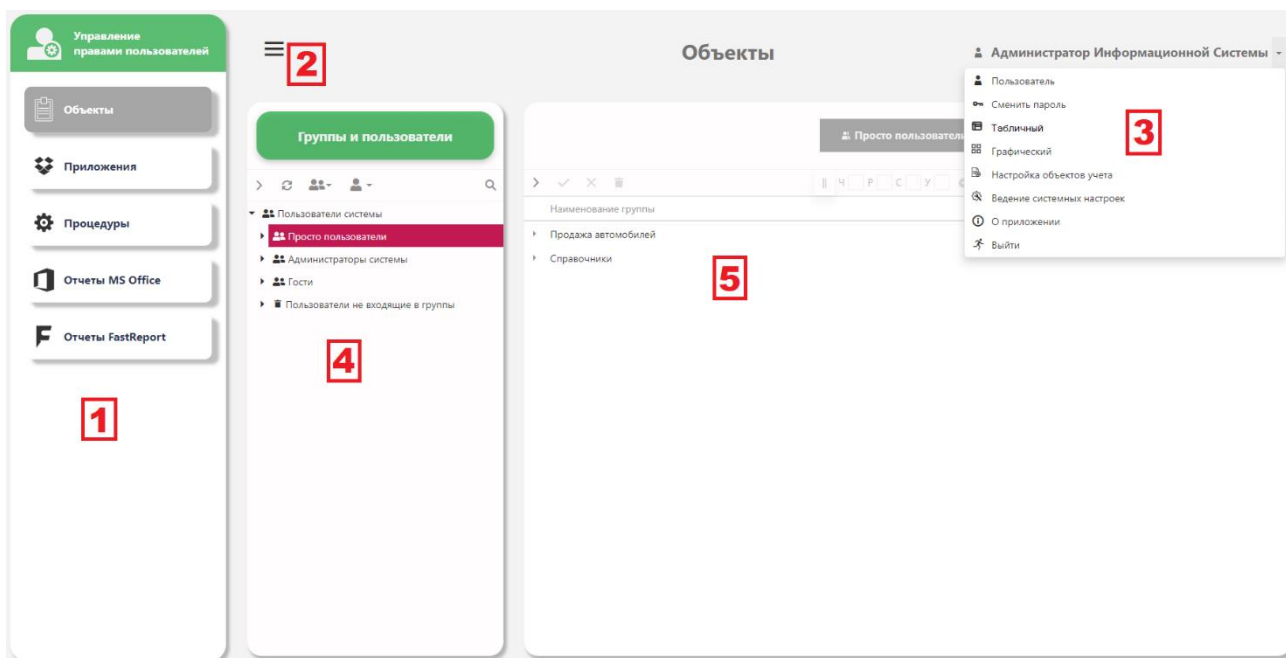 Управление
правами пользователей
Объекты
Приложения
Процедуры
Отчеты MS Office
Отчеты FastReport
1
2
Объекты
Администратор Информационной Системы
Пользователь
Сменить пароль
Табличный
Графический
Настройка объектов учета
Ведение системных настроек
О приложении
Выйти
3
Группы и пользователи
Пользователи системы
Просто пользователи
Администраторы системы
Гости
Пользователи не входящие в группы
4
Просто пользователи
Ч Р С У
Наименование группы
Продажа автомобилей
Справочники
5